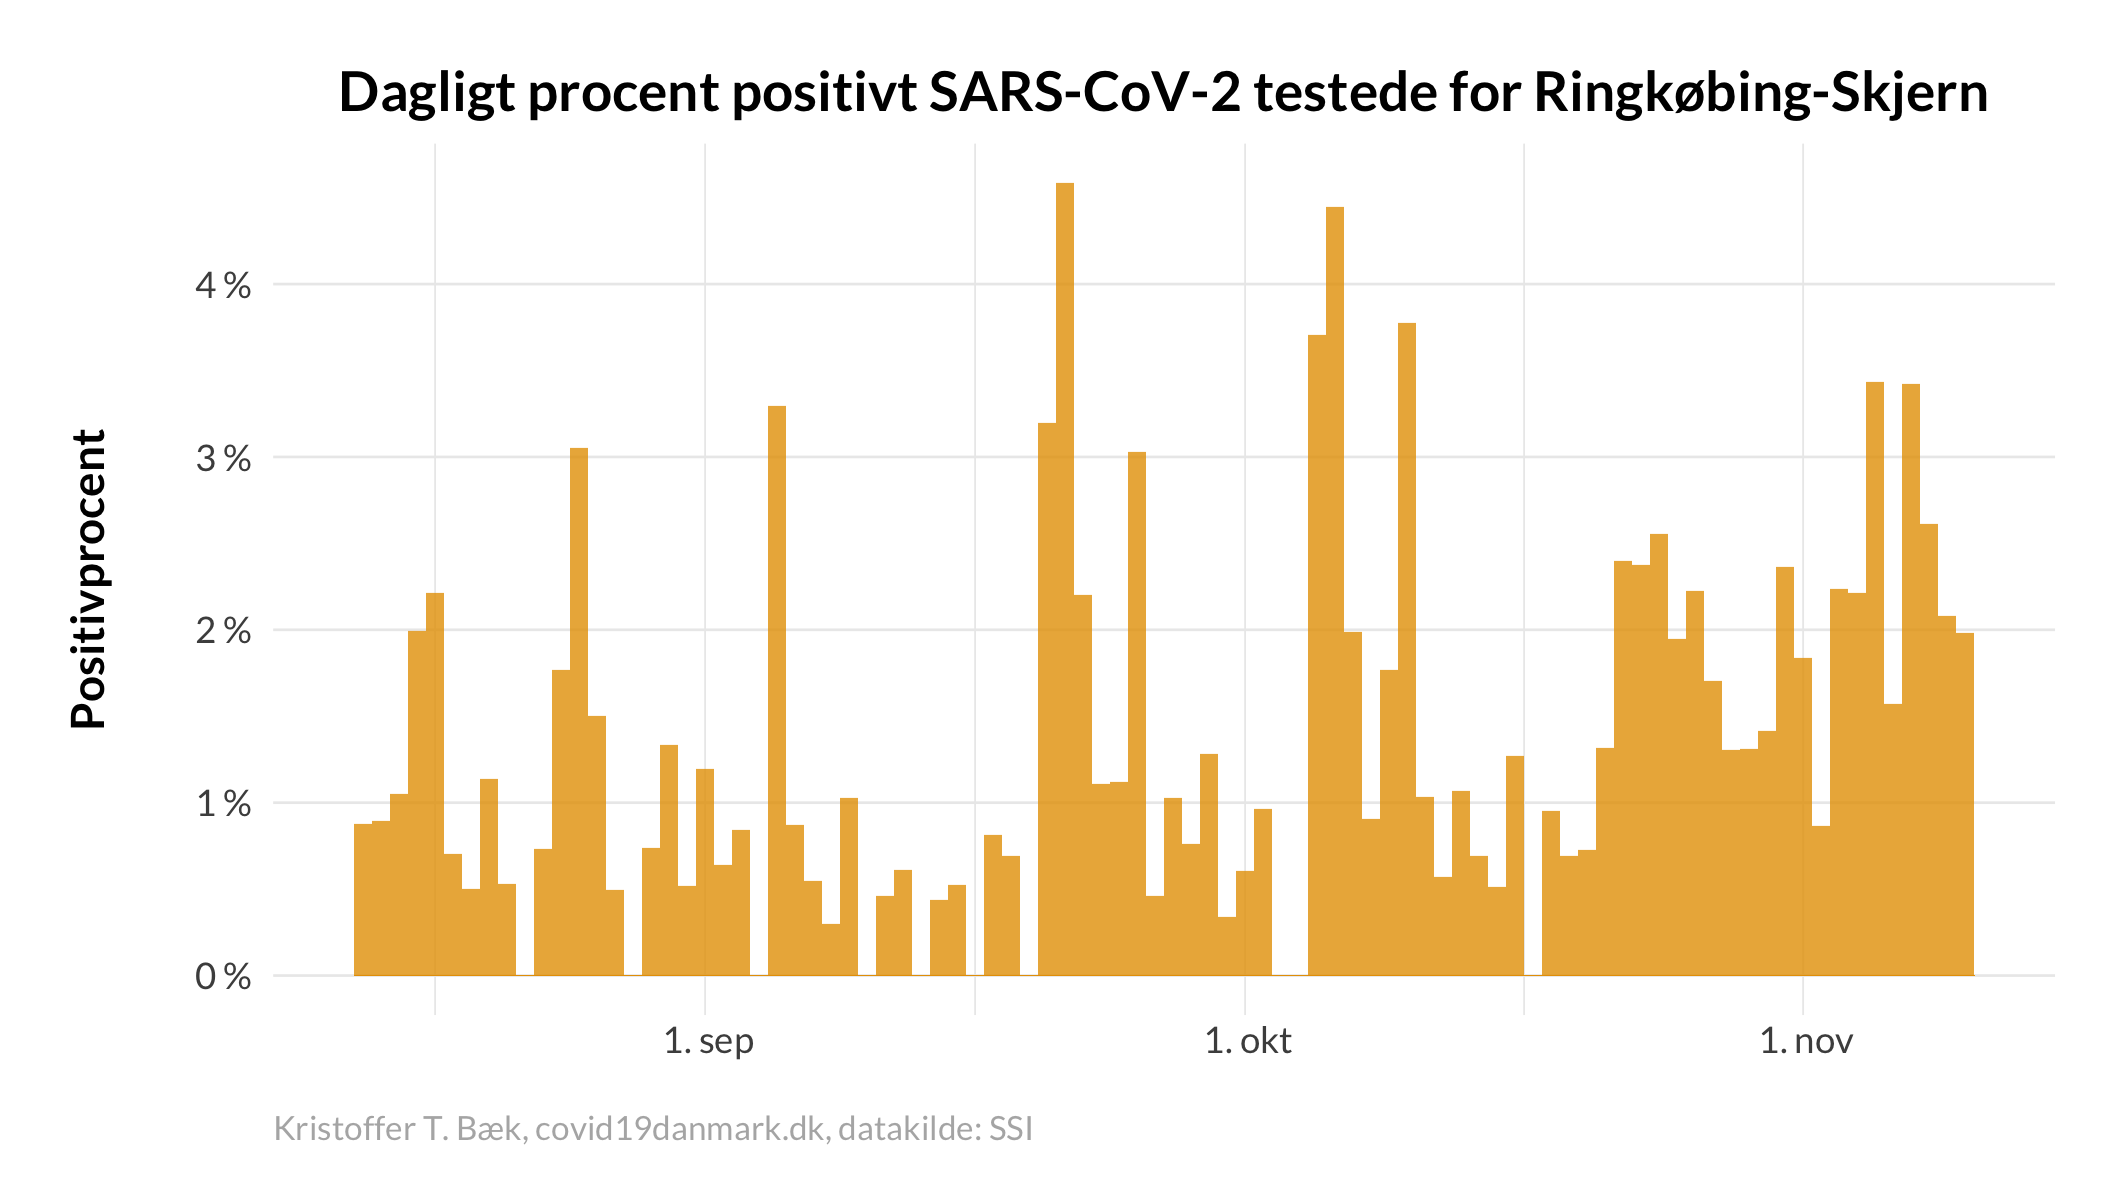 Dagligt procent positivt SARS-CoV-2 testede for Ringkøbing-Skjern
Positivprocent
4 %
3 %
2 %
1 %
0 %
1. sep
1. okt
1. nov
Kristoffer T. Bæk, covid19danmark.dk, datakilde: SSI